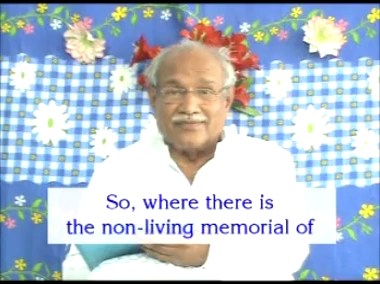 So, where there is
the non-living memorial of